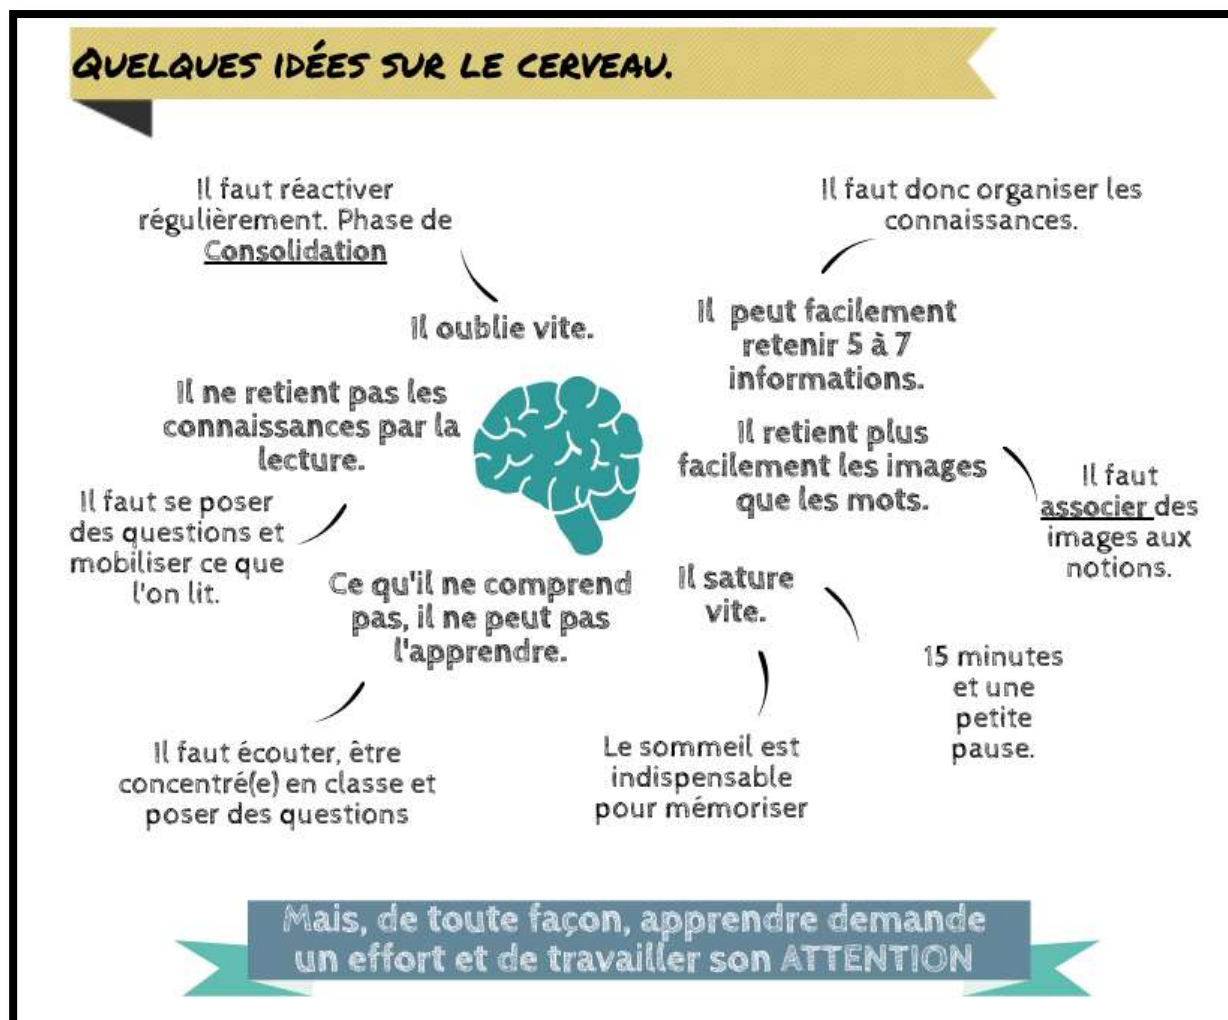 QUELQUES IDÉES SUR LE CERVEAU.
Il faut réactiver
régulièrement. Phase de
Consolidation
Il oublie vite.
Il ne retient pas les
connaissances par la
lecture.
Il faut se poser
des questions et
mobiliser ce que
l'on lit.
Ce qu'il ne comprend
pas, il ne peut pas
l'apprendre.
Il faut écouter, être
concentré(e) en classe et
poser des questions
Il faut donc organiser les
connaissances.
Il peut facilement
retenir 5 à 7
informations.
Il retient plus
facilement les images
que les mots.
Il faut
associer des
images aux
notions.
Il sature
vite.
15 minutes
et une
petite
pause.
Le sommeil est
indispensable
pour mémoriser
Mais, de toute façon, apprendre demande
un effort et de travailler son ATTENTION